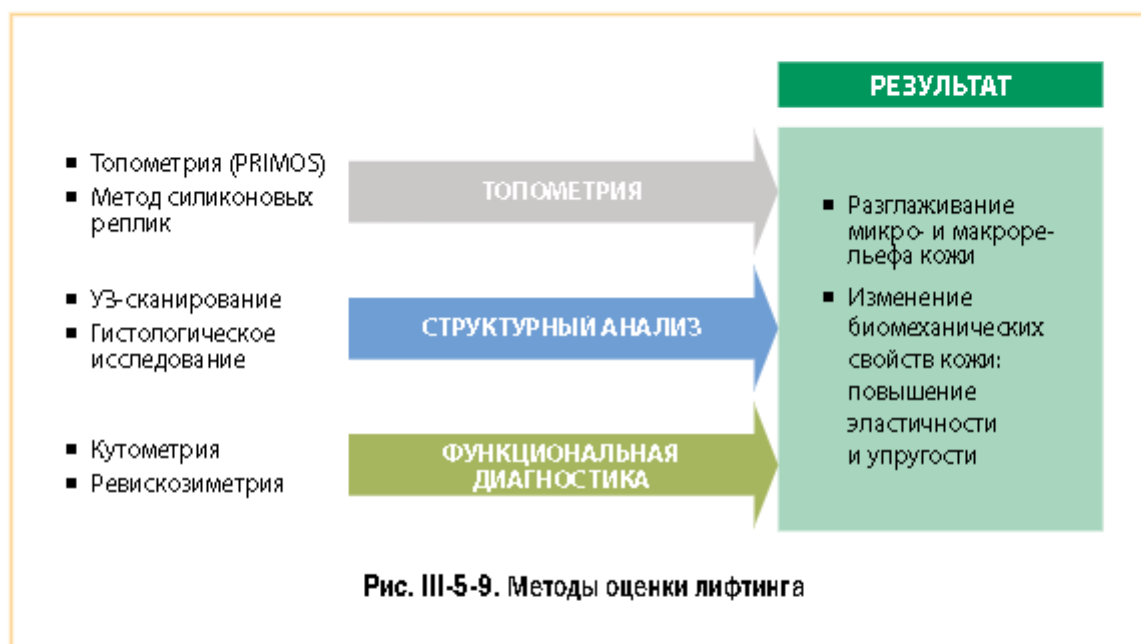 РЕЗУЛЬТАТ
▪ Топометрия (PRIMOS)
▪ Метод силиконовых
реплик
ТОПОМЕТРИЯ
▪ УЗ-сканирование
▪ Гистологическое
исследование
СТРУКТУРНЫЙ АНАЛИЗ
▪ Кутометрия
▪ Ревискозиметрия
ФУНКЦИОНАЛЬНАЯ
ДИАГНОСТИКА
▪ Разглаживание
микро- и макроре-
льефа кожи
▪ Изменение
биомеханических
свойств кожи:
повышение
эластичности
и упругости
Рис. III-5-9. Методы оценки лифтинга